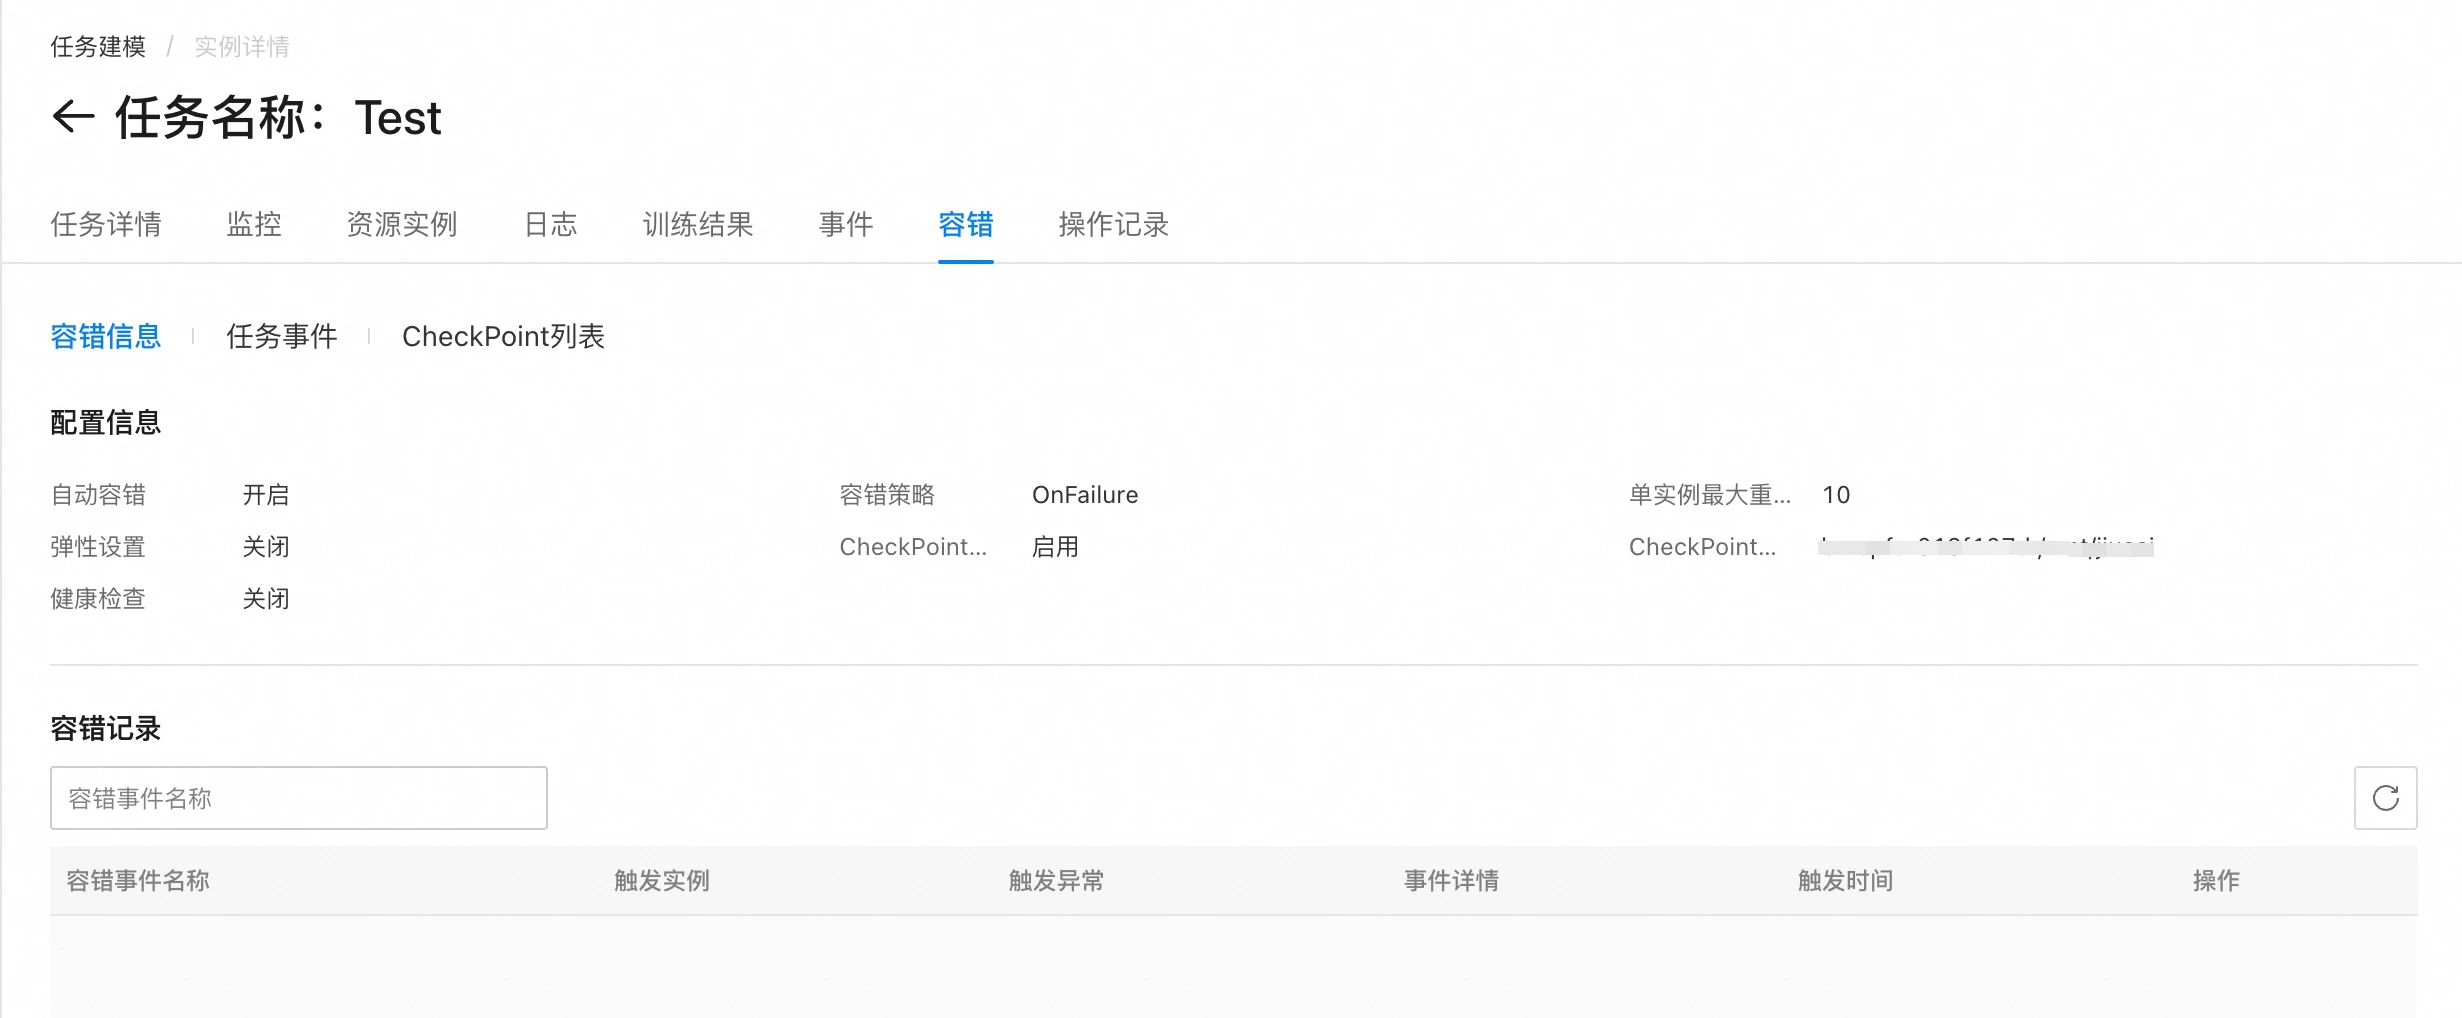 任务建模 / 实例详情
← 任务名称：Test
任务详情 监控 资源实例 日志 训练结果 事件 容错 操作记录
容错信息 任务事件 CheckPoint列表
配置信息
自动容错 开启 容错策略 OnFailure 单实例最大重... 10
弹性设置 关闭 CheckPoint... 启用 CheckPoint...
健康检查 关闭
容错记录
容错事件名称
容错事件名称 触发实例 触发异常 事件详情 触发时间 操作